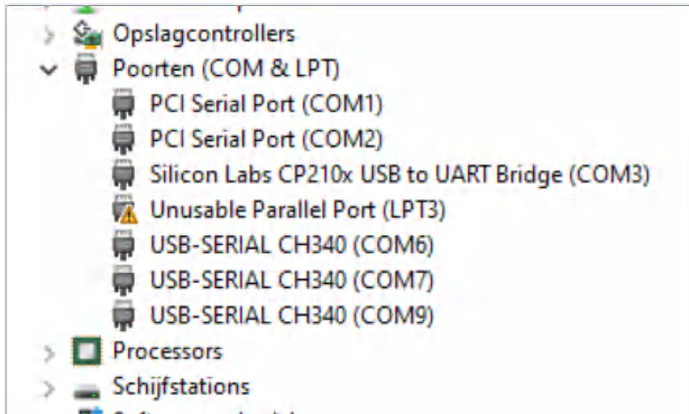 Opslagcontrollers
Poorten (COM & LPT)
PCI Serial Port (COM1)
PCI Serial Port (COM2)
Silicon Labs CP210x USB to UART Bridge (COM3)
Unusable Parallel Port (LPT3)
USB-SERIAL CH340 (COM6)
USB-SERIAL CH340 (COM7)
USB-SERIAL CH340 (COM9)
Processors
Schijfstations